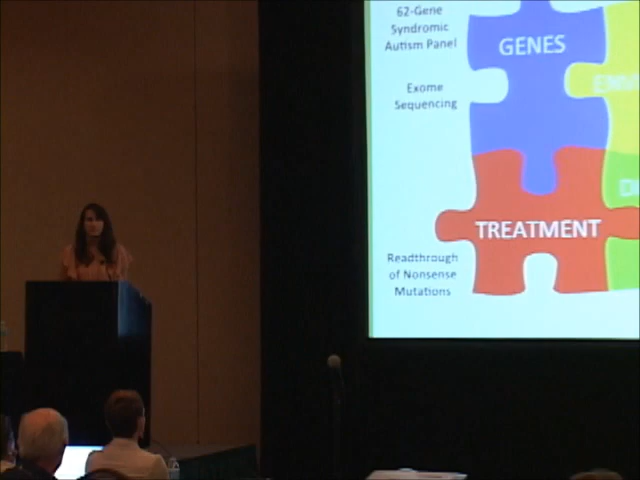 62-Gene
Syndromic
Autism Panel
GENES
Exome
Sequencing
TREATMENT
Readthrough
of Nonsense
Mutations